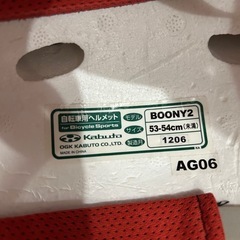 自転車用ヘルメット
for Bicycle Sports
Kabuto
OGK KABUTO CO.,LTD.
MADE IN CHINA
モデル BOONY2
サイズ 53-54cm(未満)
製造年 1206
AG06